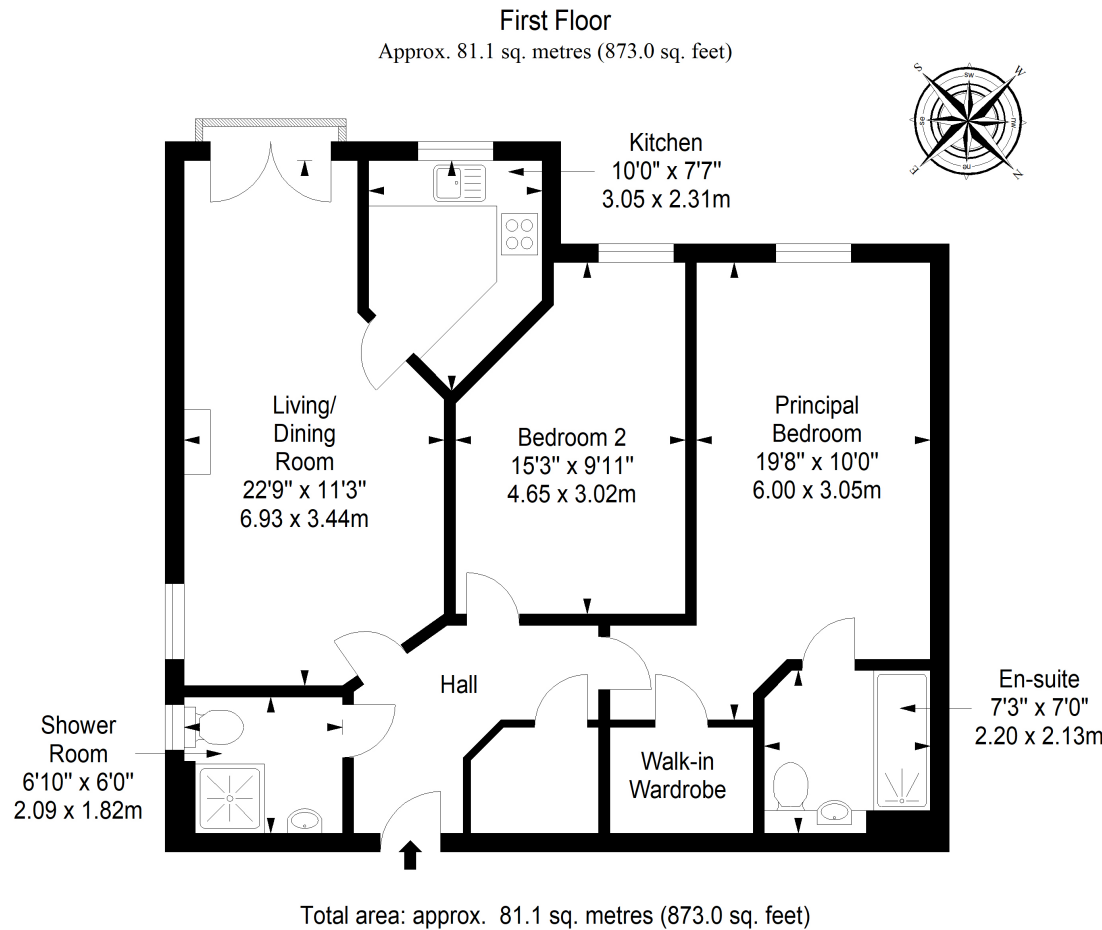 First Floor
Approx. 81.1 sq. metres (873.0 sq. feet)
S
sw
W
se
nw
E
ne
N
Kitchen
10'0" x 7'7"
3.05 x 2.31m
Living/
Dining
Room
22'9" x 11'3"
6.93 x 3.44m
Bedroom 2
15'3" x 9'11"
4.65 x 3.02m
Principal
Bedroom
19'8" x 10'0"
6.00 x 3.05m
Hall
Shower
Room
6'10" x 6'0"
2.09 x 1.82m
Walk-in
Wardrobe
En-suite
7'3" x 7'0"
2.20 x 2.13m
Total area: approx. 81.1 sq. metres (873.0 sq. feet)